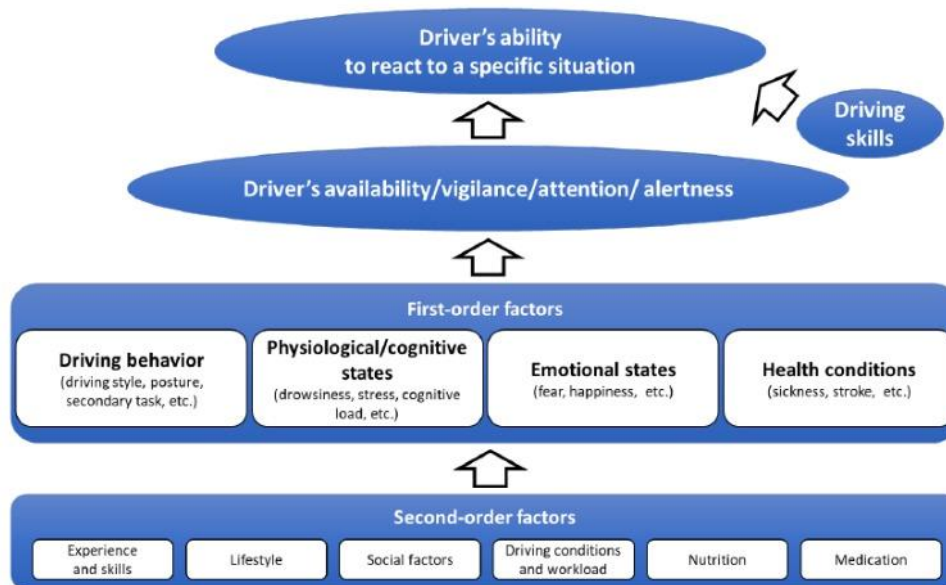 Driver's ability
to react to a specific situation
Driving
skills
Driver's availability/vigilance/attention/ alertness
First-order factors
Driving behavior
(driving style, posture,
secondary task, etc.)
Physiological/cognitive
states
(drowsiness, stress, cognitive
load, etc.)
Emotional states
(fear, happiness, etc.)
Health conditions
(sickness, stroke, etc.)
Second-order factors
Experience
and skills
Lifestyle
Social factors
Driving conditions
and workload
Nutrition
Medication